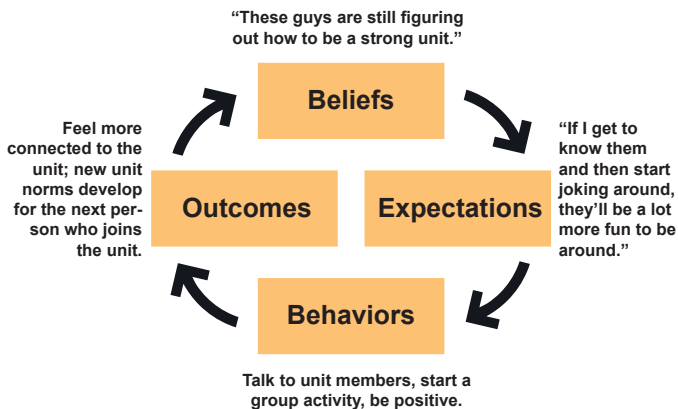 “These guys are still figuring
out how to be a strong unit.”
Beliefs
Feel more
connected to the
unit; new unit
norms develop
for the next per-
son who joins
the unit.
“If I get to
know them
and then start
joking around,
they’ll be a lot
more fun to be
around.”
Outcomes
Expectations
Behaviors
Talk to unit members, start a
group activity, be positive.